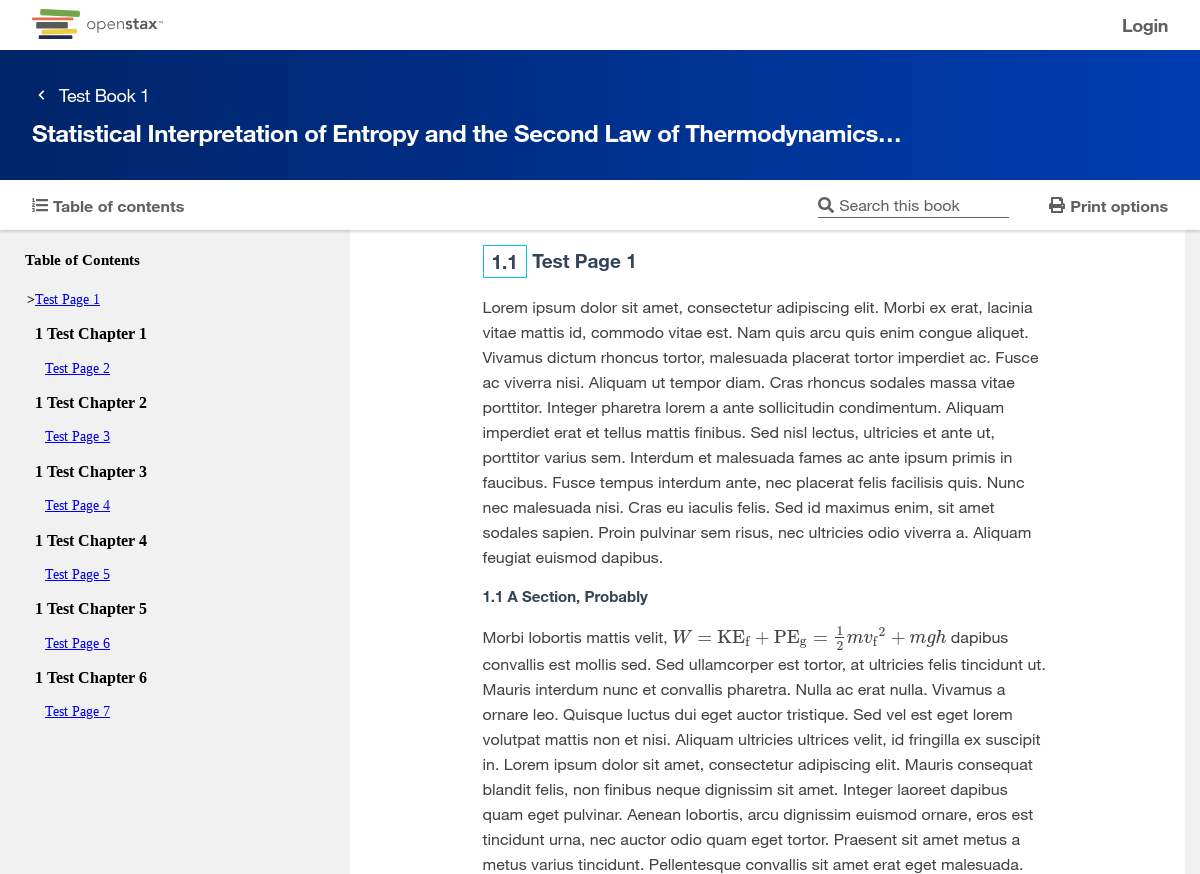 openstax™
Login
Test Book 1
Statistical Interpretation of Entropy and the Second Law of Thermodynamics…
Table of contents
Search this book
Print options
Table of Contents
>Test Page 1
1 Test Chapter 1
Test Page 2
1 Test Chapter 2
Test Page 3
1 Test Chapter 3
Test Page 4
1 Test Chapter 4
Test Page 5
1 Test Chapter 5
Test Page 6
1 Test Chapter 6
Test Page 7
1.1 Test Page 1
Lorem ipsum dolor sit amet, consectetur adipiscing elit. Morbi ex erat, lacinia
vitae mattis id, commodo vitae est. Nam quis arcu quis enim congue aliquet.
Vivamus dictum rhoncus tortor, malesuada placerat tortor imperdiet ac. Fusce
ac viverra nisi. Aliquam ut tempor diam. Cras rhoncus sodales massa vitae
porttitor. Integer pharetra lorem a ante sollicitudin condimentum. Aliquam
imperdiet erat et tellus mattis finibus. Sed nisl lectus, ultricies et ante ut,
porttitor varius sem. Interdum et malesuada fames ac ante ipsum primis in
faucibus. Fusce tempus interdum ante, nec placerat felis facilisis quis. Nunc
nec malesuada nisi. Cras eu iaculis felis. Sed id maximus enim, sit amet
sodales sapien. Proin pulvinar sem risus, nec ultricies odio viverra a. Aliquam
feugiat euismod dapibus.
1.1 A Section, Probably
Morbi lobortis mattis velit, W = KE_f + PE_g = 1/2 mv_f² + mgh dapibus
convallis est mollis sed. Sed ullamcorper est tortor, at ultricies felis tincidunt ut.
Mauris interdum nunc et convallis pharetra. Nulla ac erat nulla. Vivamus a
ornare leo. Quisque luctus dui eget auctor tristique. Sed vel est eget lorem
volutpat mattis non et nisi. Aliquam ultricies ultrices velit, id fringilla ex suscipit
in. Lorem ipsum dolor sit amet, consectetur adipiscing elit. Mauris consequat
blandit felis, non finibus neque dignissim sit amet. Integer laoreet dapibus
quam eget pulvinar. Aenean lobortis, arcu dignissim euismod ornare, eros est
tincidunt urna, nec auctor odio quam eget tortor. Praesent sit amet metus a
metus varius tincidunt. Pellentesque convallis sit amet erat eget malesuada.